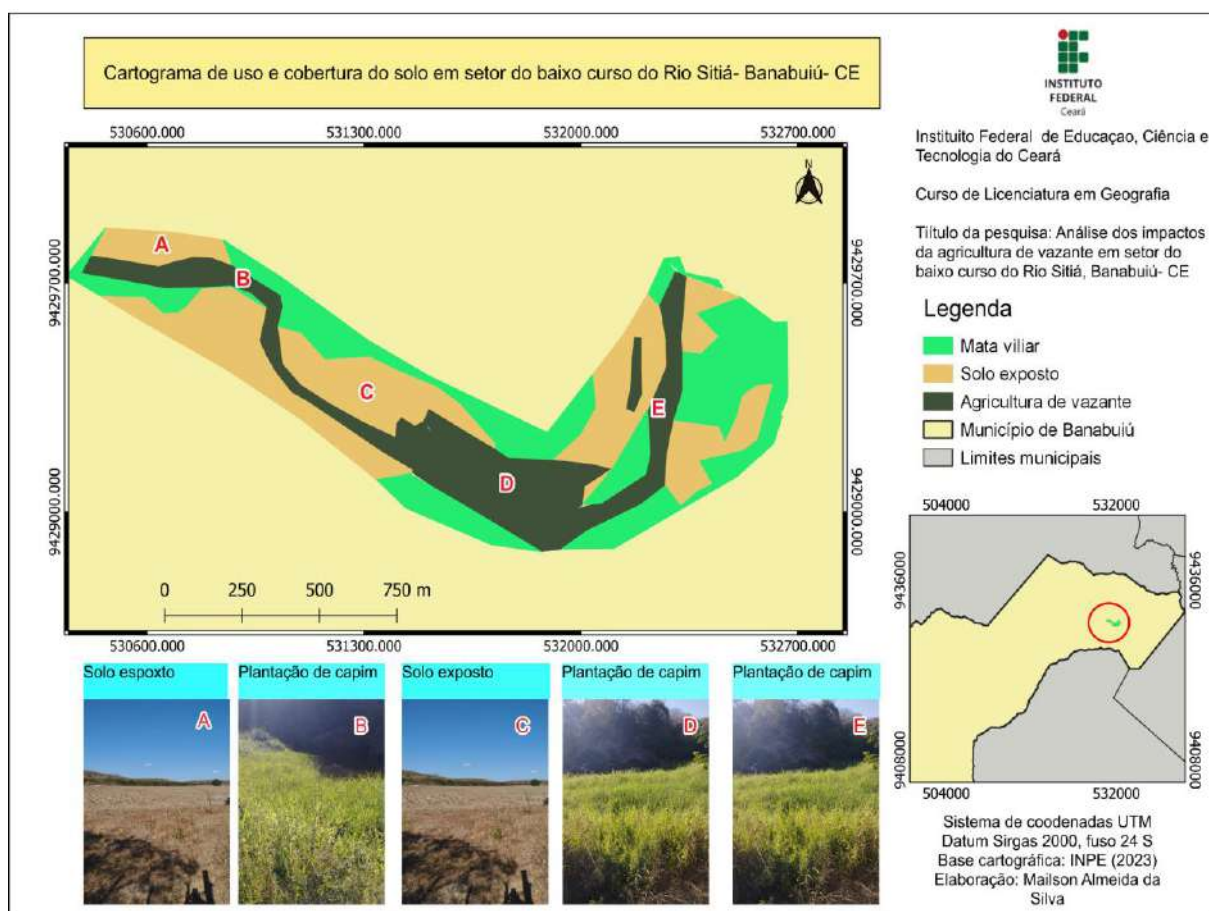 Cartograma de uso e cobertura do solo em setor do baixo curso do Rio Sitiá- Banabuiú- CE
530600.000 531300.000 532000.000 532700.000
N
9429700.000
9429700.000
9429000.000
9429000.000
A
B
C
D
E
0 250 500 750 m
530600.000 531300.000 532000.000 532700.000
Solo espoxto
A
Plantação de capim
B
Solo exposto
C
Plantação de capim
D
Plantação de capim
E
INSTITUTO
FEDERAL
Ceará
Instituito Federal de Educaçao, Ciência e
Tecnologia do Ceará
Curso de Licenciatura em Geografia
Tiítulo da pesquisa: Análise dos impactos
da agricultura de vazante em setor do
baixo curso do Rio Sitiá, Banabuiú- CE
Legenda
Mata viliar
Solo exposto
Agricultura de vazante
Município de Banabuiú
Limites municipais
504000 532000
9436000
9436000
9408000
9408000
504000 532000
Sistema de coodenadas UTM
Datum Sirgas 2000, fuso 24 S
Base cartográfica: INPE (2023)
Elaboração: Mailson Almeida da
Silva